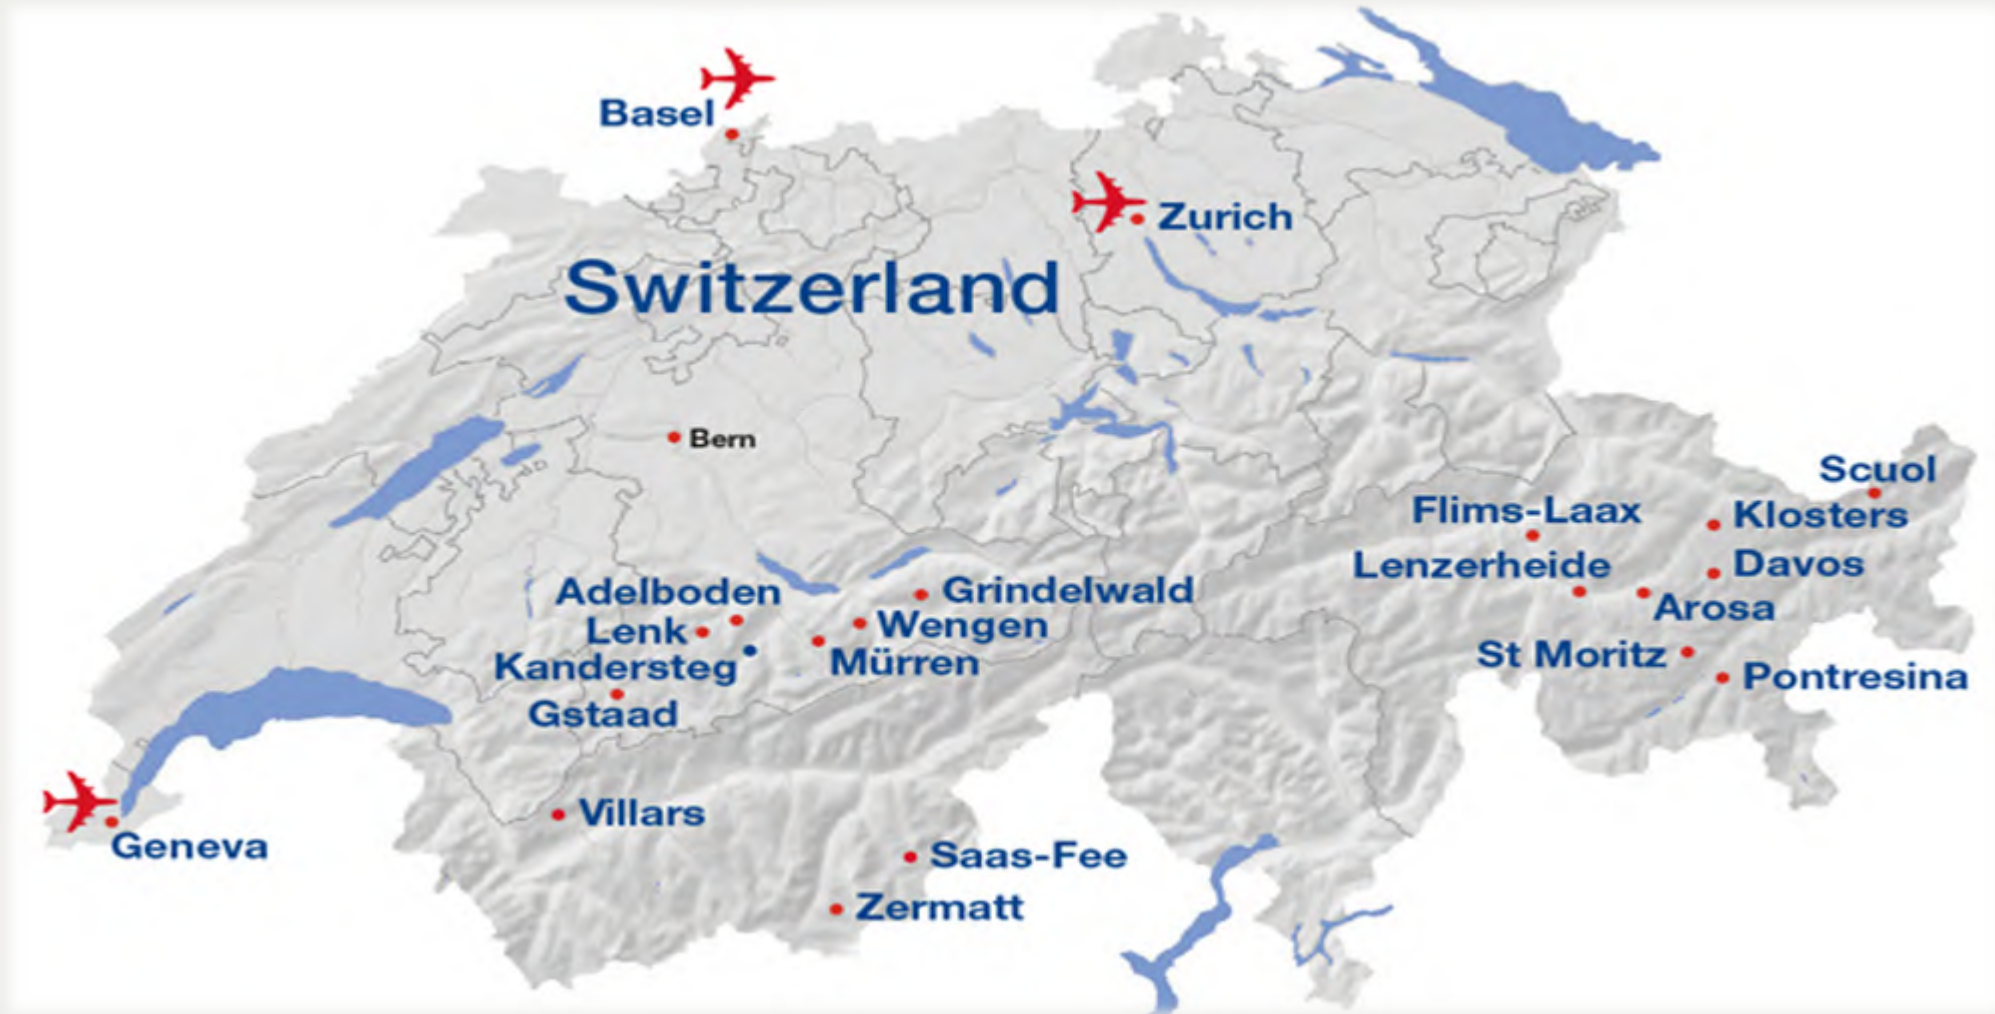 Basel
Zurich
Switzerland
Bern
Scuol
Flims-Laax
Klosters
Lenzerheide
Davos
Adelboden
Grindelwald
Arosa
Lenk
Wengen
Kandersteg
Mürren
St Moritz
Pontresina
Gstaad
Villars
Geneva
Saas-Fee
Zermatt